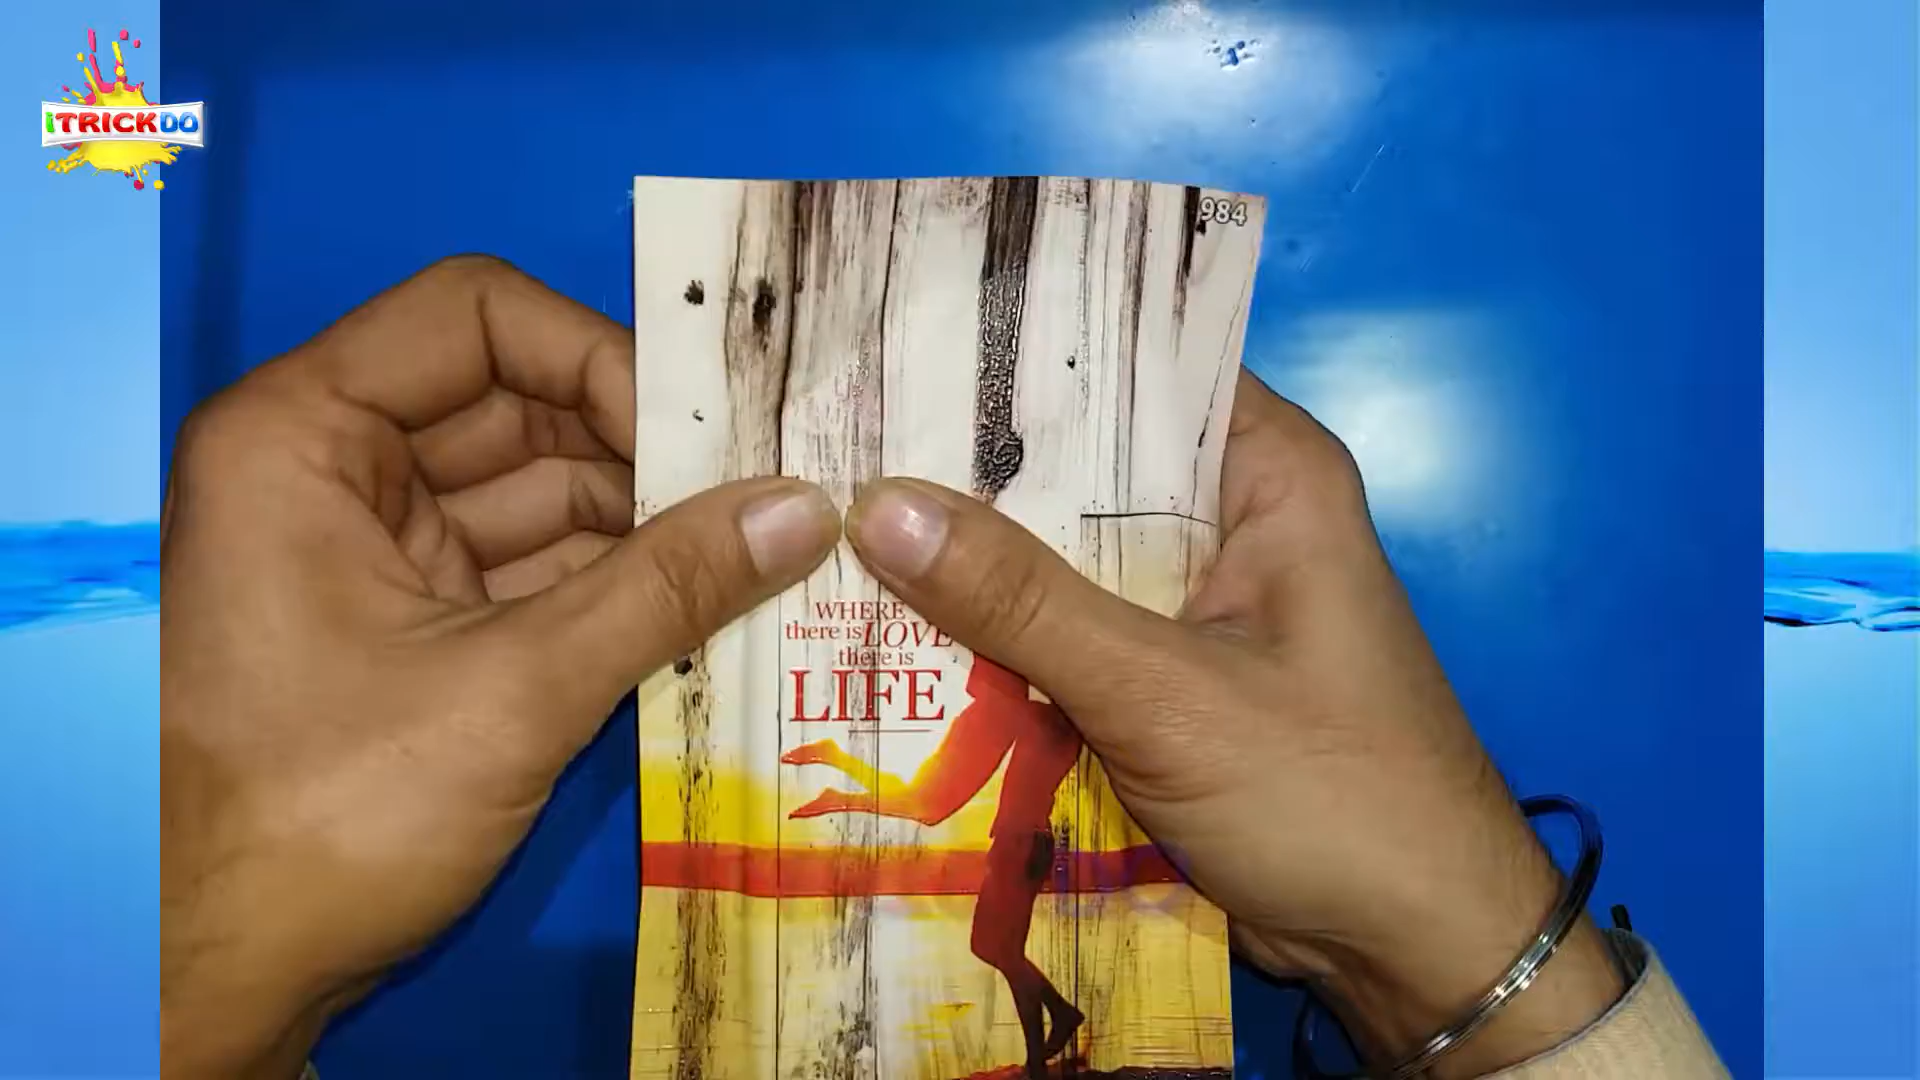 iTRICKDO
984
WHERE
there is LOVE
there is
LIFE